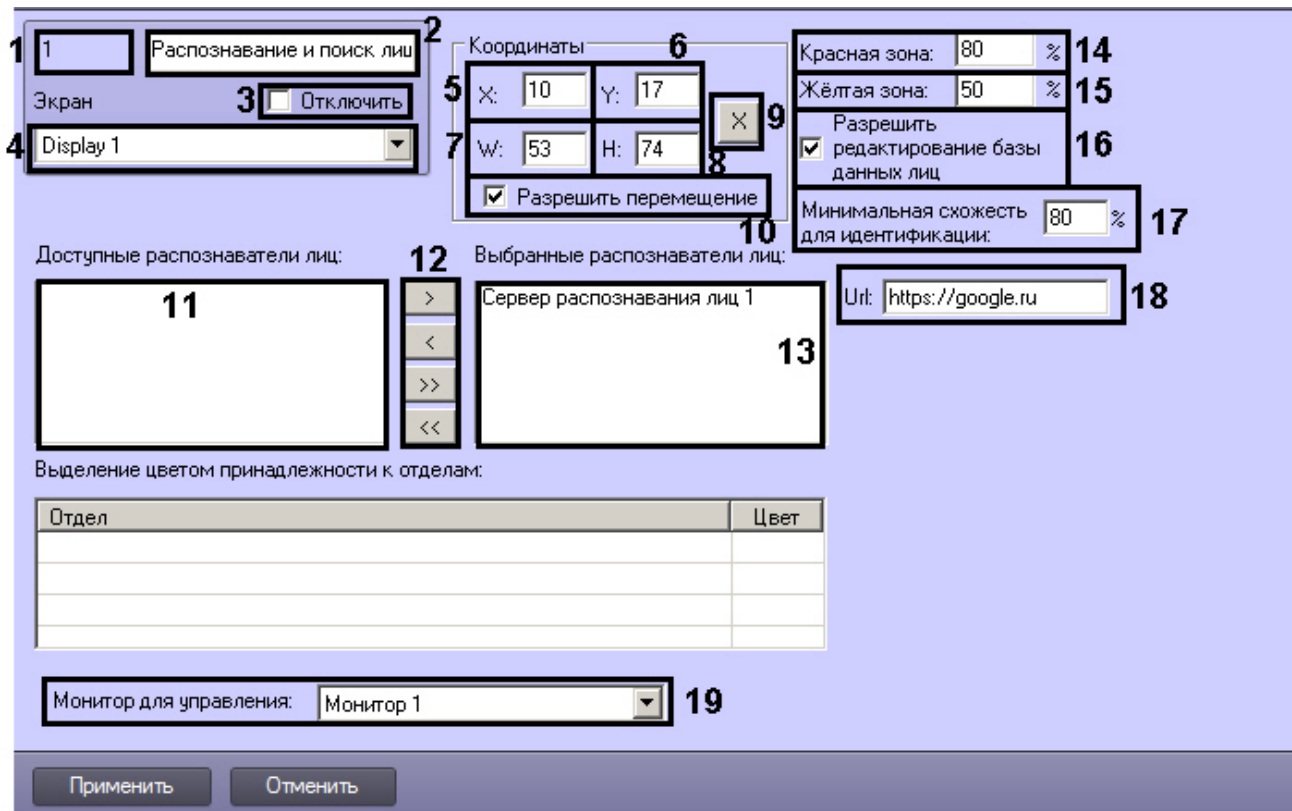 1 1 Распознавание и поиск лиц 2
Экран 3 Отключить
4 Display 1
Координаты 6
5 X: 10 Y: 17
X 9
7 W: 53 H: 74 8
Разрешить перемещение
10
Красная зона: 80 % 14
Жёлтая зона: 50 % 15
Разрешить
редактирование базы
данных лиц
16
Минимальная схожесть
для идентификации:
80 % 17
Доступные распознаватели лиц: 12 Выбранные распознаватели лиц:
11
>
<
>>
<<
Сервер распознавания лиц 1
13
Url: https://google.ru 18
Выделение цветом принадлежности к отделам:
Отдел Цвет
Монитор для управления: Монитор 1 19
Применить Отменить